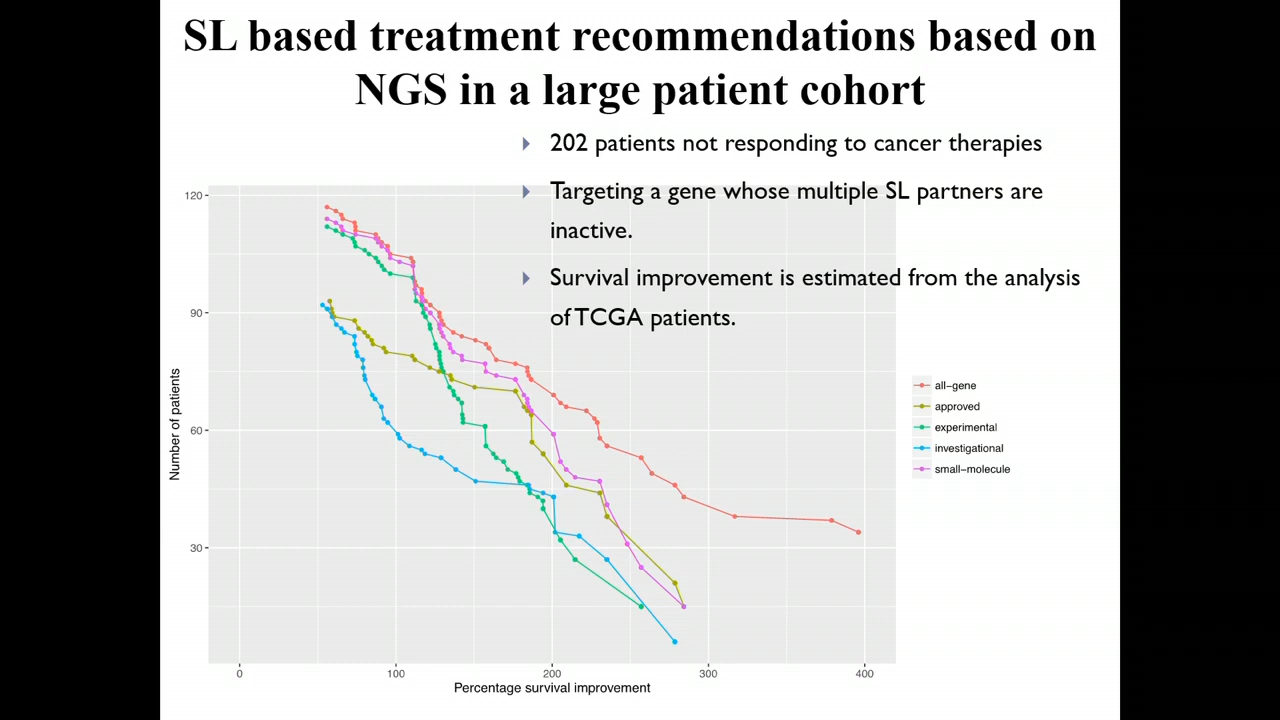 SL based treatment recommendations based on
NGS in a large patient cohort
202 patients not responding to cancer therapies
Targeting a gene whose multiple SL partners are
inactive.
Survival improvement is estimated from the analysis
of TCGA patients.
120
90
60
30
Number of patients
0
100
200
300
400
Percentage survival improvement
all-gene
approved
experimental
investigational
small-molecule